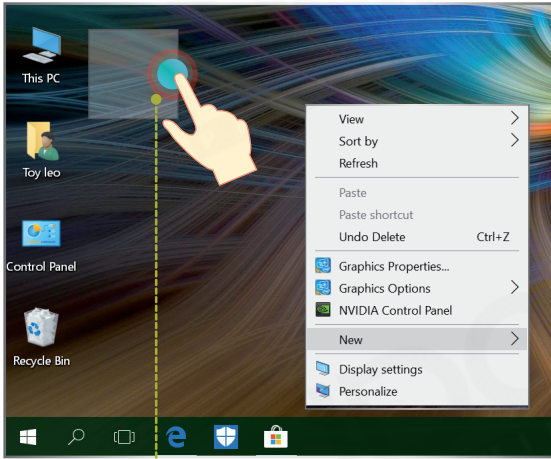 This PC
Toy leo
Control Panel
Recycle Bin
View
Sort by
Refresh
Paste
Paste shortcut
Undo Delete Ctrl+Z
Graphics Properties...
Graphics Options
NVIDIA Control Panel
New
Display settings
Personalize